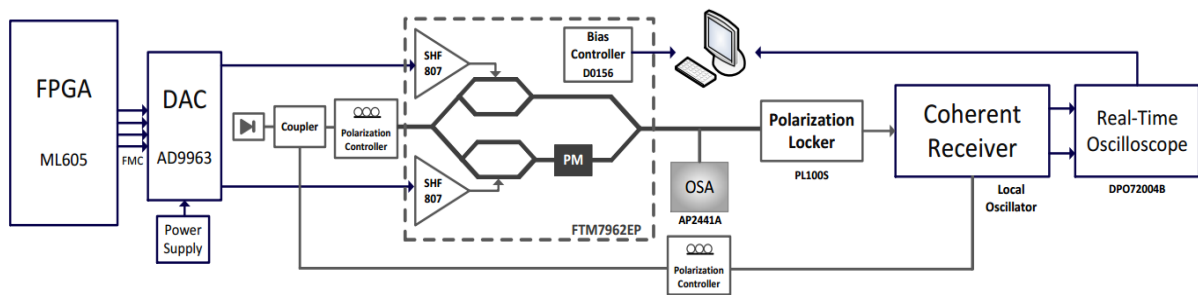 FPGA
ML605
FMC
DAC
AD9963
Power
Supply
Coupler
Polarization
Controller
SHF
807
SHF
807
PM
Bias
Controller
D0156
FTM7962EP
OSA
AP2441A
Polarization
Locker
PL100S
Coherent
Receiver
Local
Oscillator
Real-Time
Oscilloscope
DPO72004B
Polarization
Controller